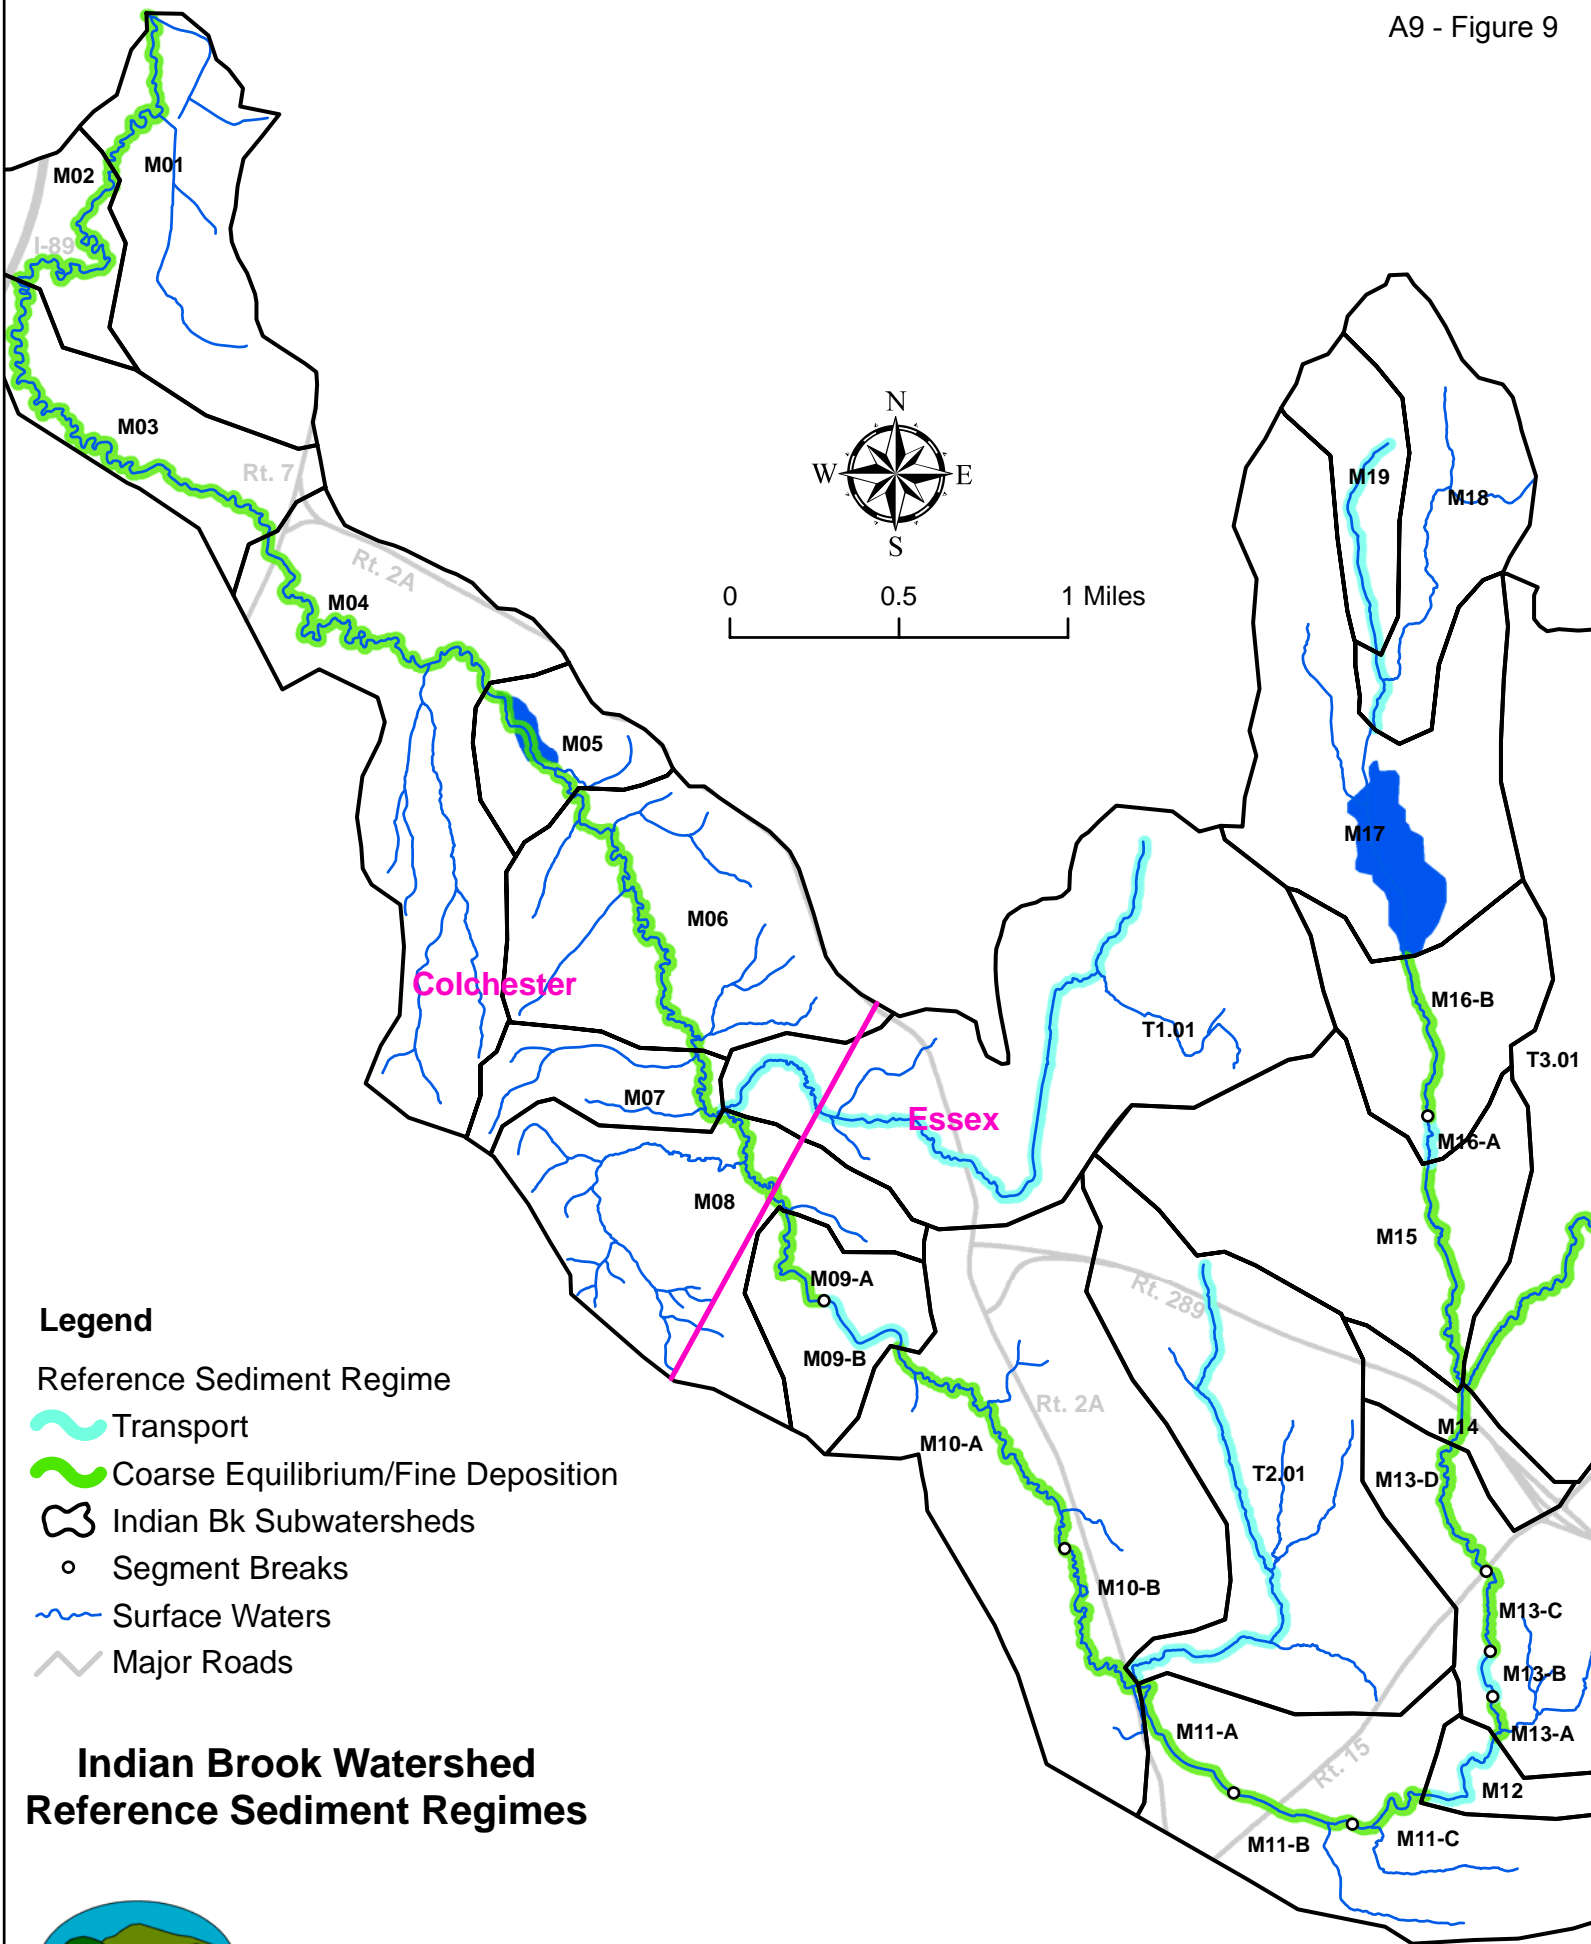 A9 - Figure 9
M02
M01
I-89
M03
Rt. 7
Rt. 2A
M04
N
W
E
S
0 0.5 1 Miles
M19
M18
M05
M17
M06
Colchester
M16-B
T1.01
T3.01
M07
Essex
M16-A
M08
M15
M09-A
Rt. 289
M09-B
Rt. 2A
M10-A
M14
T2.01
M13-D
M10-B
M13-C
M13-B
M11-A
M13-A
Rt. 15
M12
M11-B
M11-C
Legend
Reference Sediment Regime
Transport
Coarse Equilibrium/Fine Deposition
Indian Bk Subwatersheds
Segment Breaks
Surface Waters
Major Roads
Indian Brook Watershed
Reference Sediment Regimes